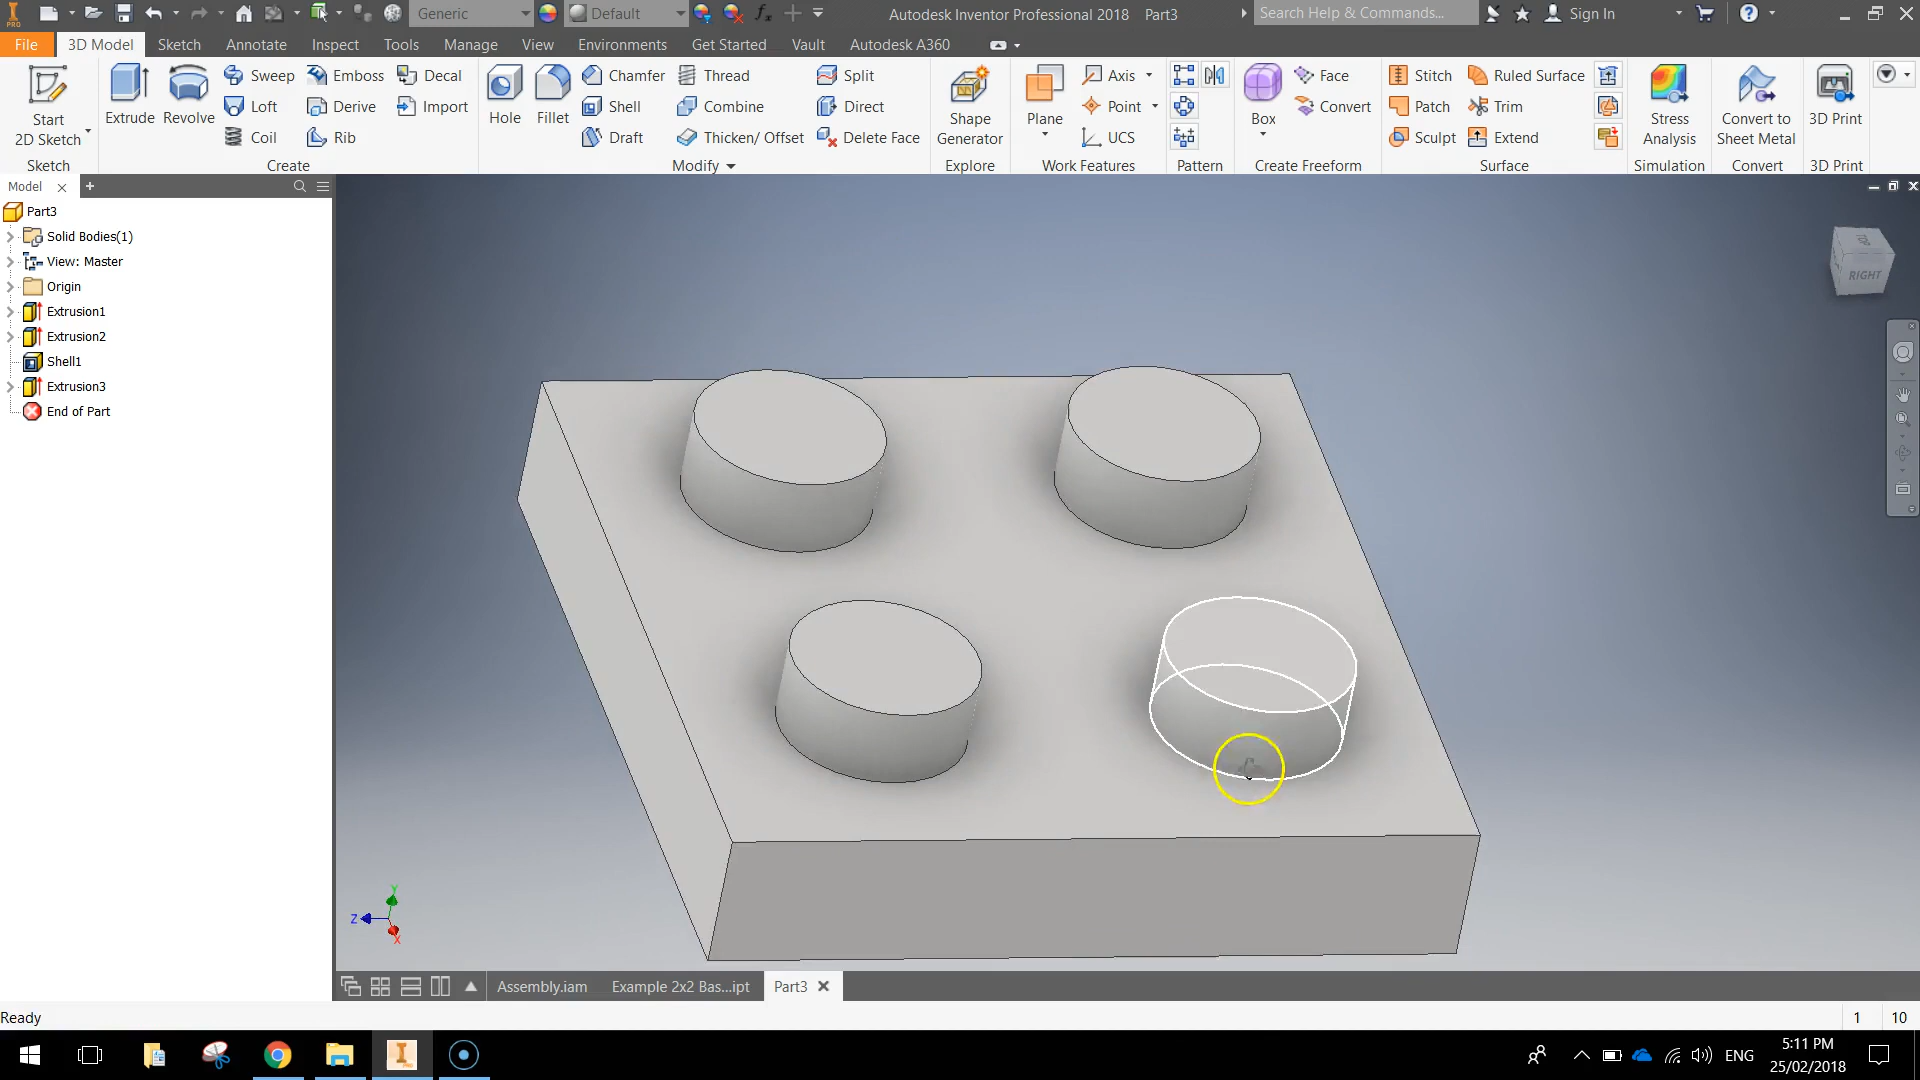 PRO
Generic
Default
fx
Autodesk Inventor Professional 2018 Part3
Search Help & Commands...
Sign In
File
3D Model
Sketch
Annotate
Inspect
Tools
Manage
View
Environments
Get Started
Vault
Autodesk A360
Start
2D Sketch
Sketch
Extrude
Revolve
Sweep
Loft
Coil
Emboss
Derive
Rib
Decal
Import
Create
Hole
Fillet
Chamfer
Shell
Draft
Thread
Combine
Thicken/ Offset
Split
Direct
Delete Face
Modify
Shape
Generator
Explore
Plane
Axis
Point
UCS
Work Features
Pattern
Box
Face
Convert
Create Freeform
Stitch
Patch
Sculpt
Ruled Surface
Trim
Extend
Surface
Stress
Analysis
Simulation
Convert to
Sheet Metal
Convert
3D Print
3D Print
Model
Part3
Solid Bodies(1)
View: Master
Origin
Extrusion1
Extrusion2
Shell1
Extrusion3
End of Part
TOP
RIGHT
Y
Z
X
Assembly.iam
Example 2x2 Bas...ipt
Part3
Ready
1
10
ENG
5:11 PM
25/02/2018